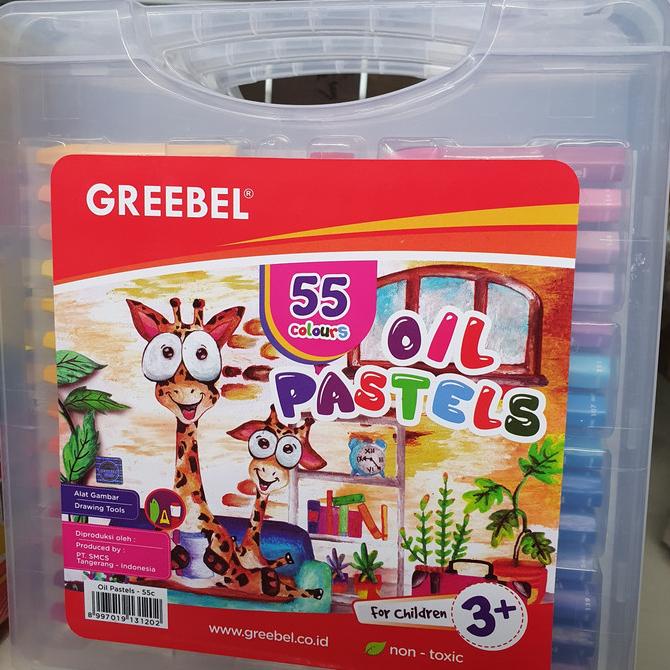 GREEBEL®
55
colours
OIL
PASTELS
Alat Gambar
Drawing Tools
Diproduksi oleh :
Produced by :
PT. SMCS
Tangerang - Indonesia
Oil Pastels - 55c
8 997019 131202
For Children
3+
www.greebel.co.id
non - toxic